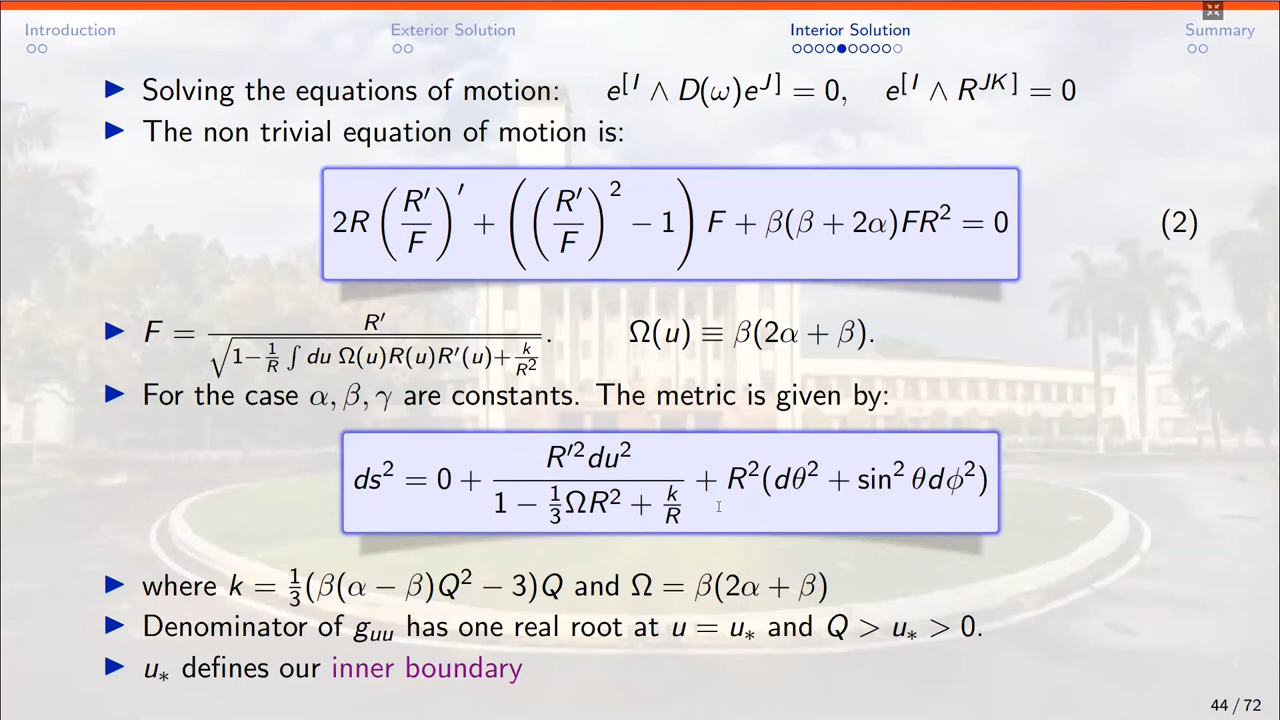 Introduction Exterior Solution Interior Solution Summary
▶ Solving the equations of motion: e^{[I} ∧ D(ω)e^{J]} = 0, e^{[I} ∧ R^{JK]} = 0
▶ The non trivial equation of motion is:
2R (R′/F)′ + ((R′/F)² − 1) F + β(β + 2α)FR² = 0 (2)
▶ F = R′ / √(1 − (1/R) ∫ du Ω(u)R(u)R′(u) + k/R²). Ω(u) ≡ β(2α + β).
▶ For the case α, β, γ are constants. The metric is given by:
ds² = 0 + R′²du² / (1 − ⅓ΩR² + k/R) + R²(dθ² + sin² θdϕ²)
▶ where k = ⅓(β(α − β)Q² − 3)Q and Ω = β(2α + β)
▶ Denominator of g_{uu} has one real root at u = u_* and Q > u_* > 0.
▶ u_* defines our inner boundary
44 / 72